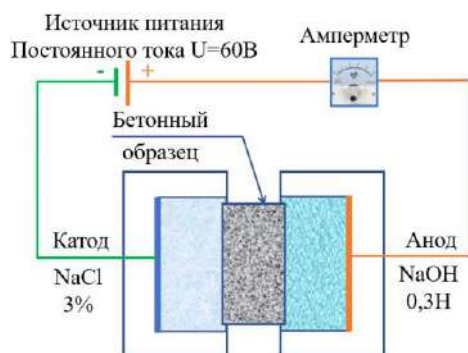 Источник питания
Постоянного тока U=60В
Амперметр
- +
Бетонный
образец
Катод
NaCl
3%
Анод
NaOH
0,3Н